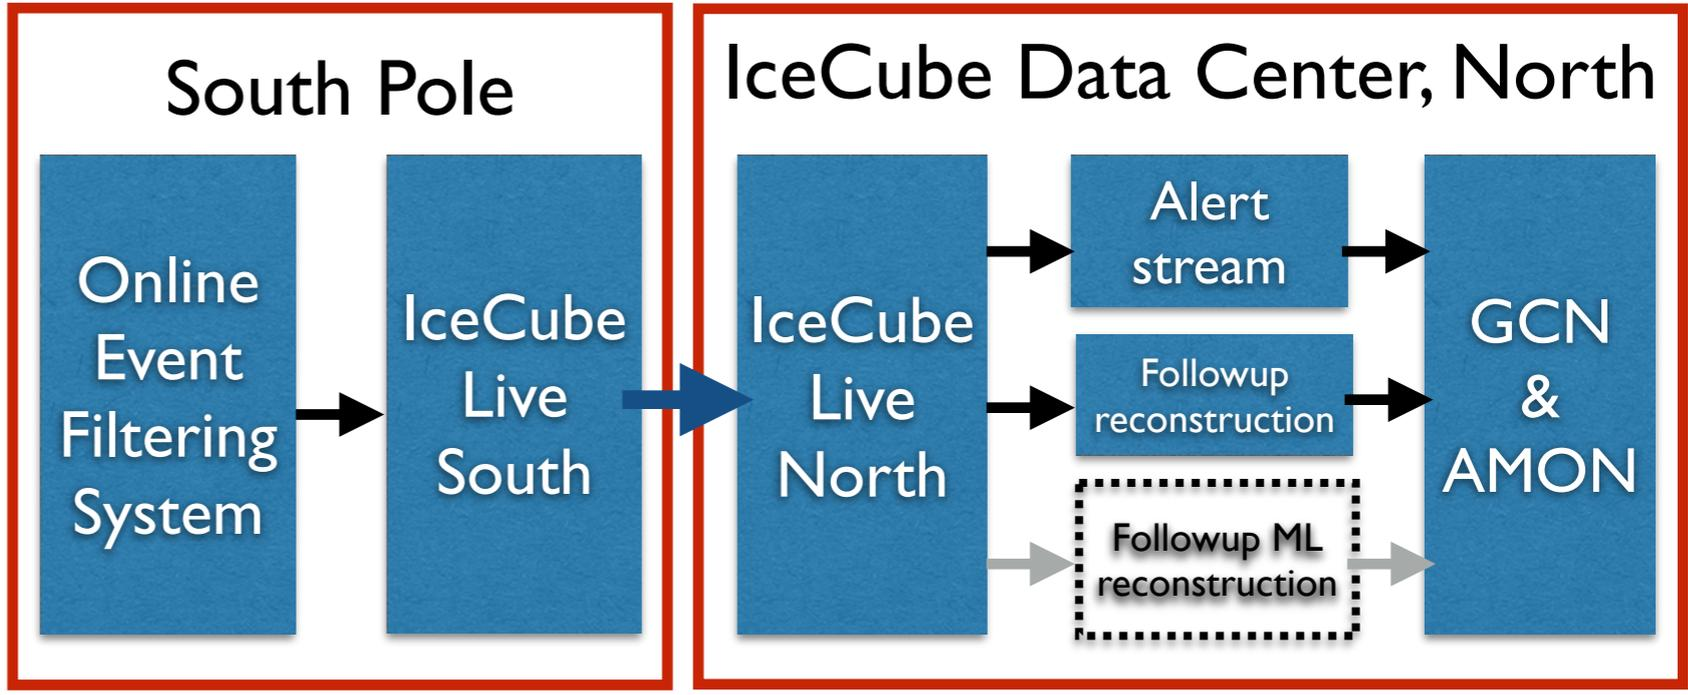 South Pole
Online
Event
Filtering
System
IceCube
Live
South
IceCube Data Center, North
IceCube
Live
North
Alert
stream
Followup
reconstruction
Followup ML
reconstruction
GCN
&
AMON